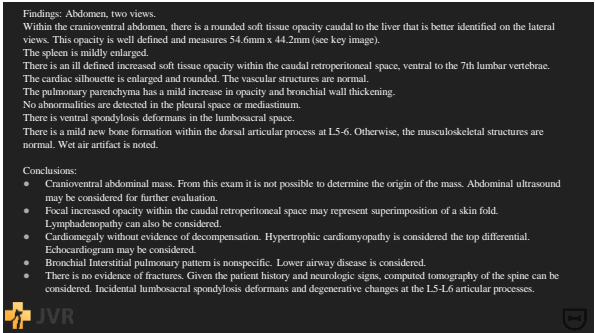 Findings: Abdomen, two views.
Within the cranioventral abdomen, there is a rounded soft tissue opacity caudal to the liver that is better identified on the lateral
views. This opacity is well defined and measures 54.6mm x 44.2mm (see key image).
The spleen is mildly enlarged.
There is an ill defined increased soft tissue opacity within the caudal retroperitoneal space, ventral to the 7th lumbar vertebrae.
The cardiac silhouette is enlarged and rounded. The vascular structures are normal.
The pulmonary parenchyma has a mild increase in opacity and bronchial wall thickening.
No abnormalities are detected in the pleural space or mediastinum.
There is ventral spondylosis deformans in the lumbosacral space.
There is a mild new bone formation within the dorsal articular process at L5-6. Otherwise, the musculoskeletal structures are
normal. Wet air artifact is noted.
Conclusions:
● Cranioventral abdominal mass. From this exam it is not possible to determine the origin of the mass. Abdominal ultrasound
may be considered for further evaluation.
● Focal increased opacity within the caudal retroperitoneal space may represent superimposition of a skin fold.
Lymphadenopathy can also be considered.
● Cardiomegaly without evidence of decompensation. Hypertrophic cardiomyopathy is considered the top differential.
Echocardiogram may be considered.
● Bronchial Interstitial pulmonary pattern is nonspecific. Lower airway disease is considered.
● There is no evidence of fractures. Given the patient history and neurologic signs, computed tomography of the spine can be
considered. Incidental lumbosacral spondylosis deformans and degenerative changes at the L5-L6 articular processes.
JVR